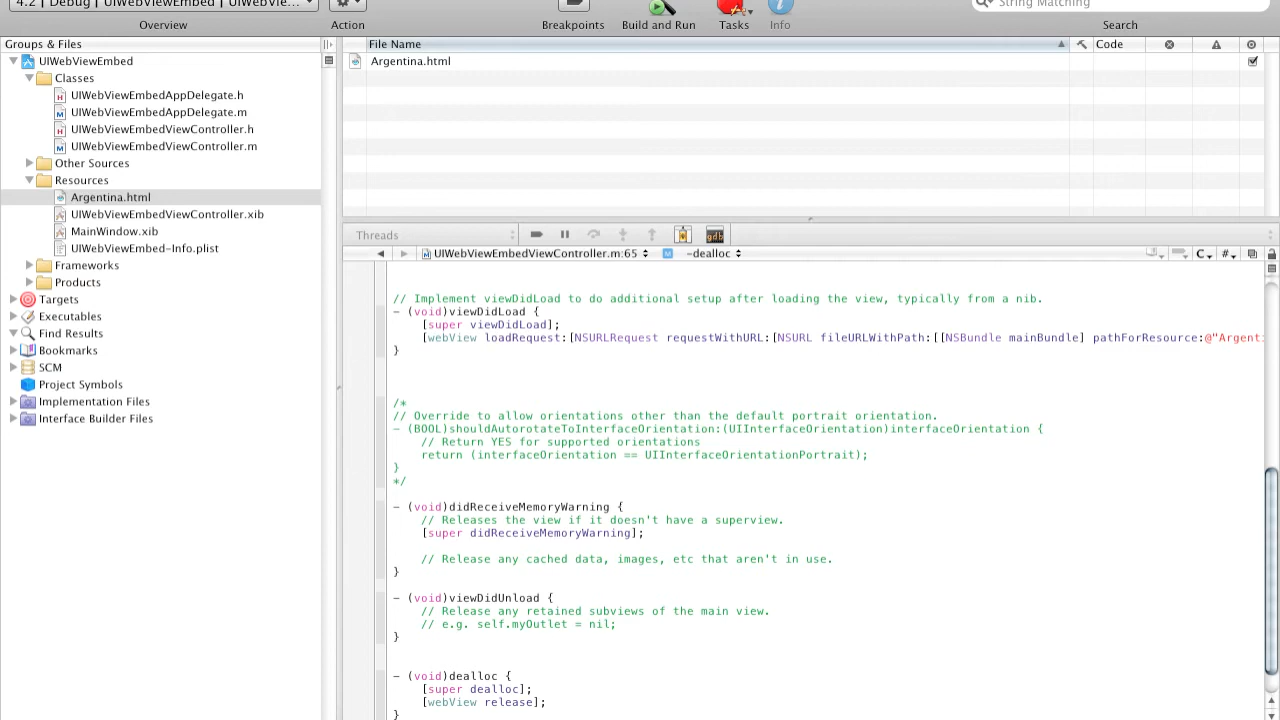 4.2 | Debug | UIWebViewEmbed | UIWebVie...
String Matching
Overview
Action
Breakpoints
Build and Run
Tasks
Info
Search
Groups & Files
UIWebViewEmbed
Classes
UIWebViewEmbedAppDelegate.h
UIWebViewEmbedAppDelegate.m
UIWebViewEmbedViewController.h
UIWebViewEmbedViewController.m
Other Sources
Resources
Argentina.html
UIWebViewEmbedViewController.xib
MainWindow.xib
UIWebViewEmbed-Info.plist
Frameworks
Products
Targets
Executables
Find Results
Bookmarks
SCM
Project Symbols
Implementation Files
Interface Builder Files
File Name
Code
Argentina.html
Threads
gdb
UIWebViewEmbedViewController.m:65
M
-dealloc
C
#
// Implement viewDidLoad to do additional setup after loading the view, typically from a nib.
- (void)viewDidLoad {
[super viewDidLoad];
[webView loadRequest:[NSURLRequest requestWithURL:[NSURL fileURLWithPath:[[NSBundle mainBundle] pathForResource:@"Argenti
}
/*
// Override to allow orientations other than the default portrait orientation.
- (BOOL)shouldAutorotateToInterfaceOrientation:(UIInterfaceOrientation)interfaceOrientation {
// Return YES for supported orientations
return (interfaceOrientation == UIInterfaceOrientationPortrait);
}
*/
- (void)didReceiveMemoryWarning {
// Releases the view if it doesn't have a superview.
[super didReceiveMemoryWarning];
// Release any cached data, images, etc that aren't in use.
}
- (void)viewDidUnload {
// Release any retained subviews of the main view.
// e.g. self.myOutlet = nil;
}
- (void)dealloc {
[super dealloc];
[webView release];
}